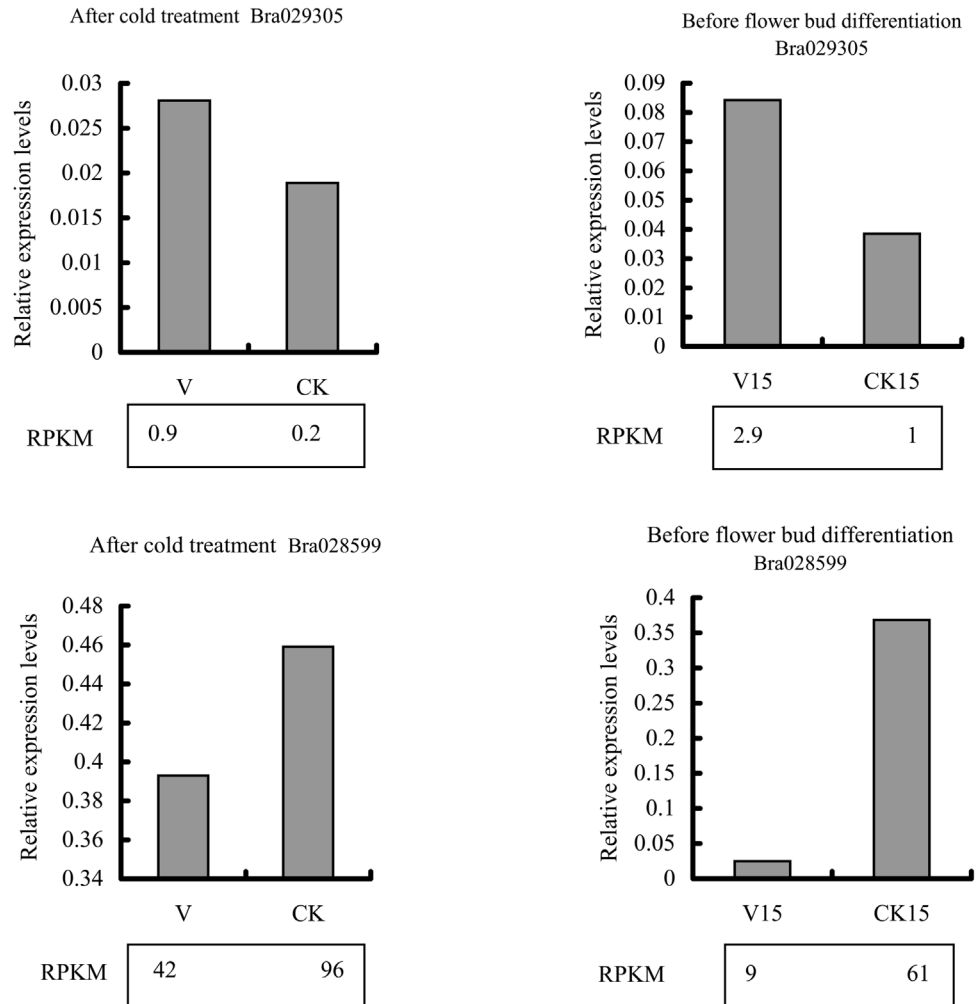 After cold treatment Bra029305
Relative expression levels
0.03
0.025
0.02
0.015
0.01
0.005
0
V CK
RPKM 0.9 0.2
Before flower bud differentiation
Bra029305
Relative expression levels
0.09
0.08
0.07
0.06
0.05
0.04
0.03
0.02
0.01
0
V15 CK15
RPKM 2.9 1
After cold treatment Bra028599
Relative expression levels
0.48
0.46
0.44
0.42
0.4
0.38
0.36
0.34
V CK
RPKM 42 96
Before flower bud differentiation
Bra028599
Relative expression levels
0.4
0.35
0.3
0.25
0.2
0.15
0.1
0.05
0
V15 CK15
RPKM 9 61